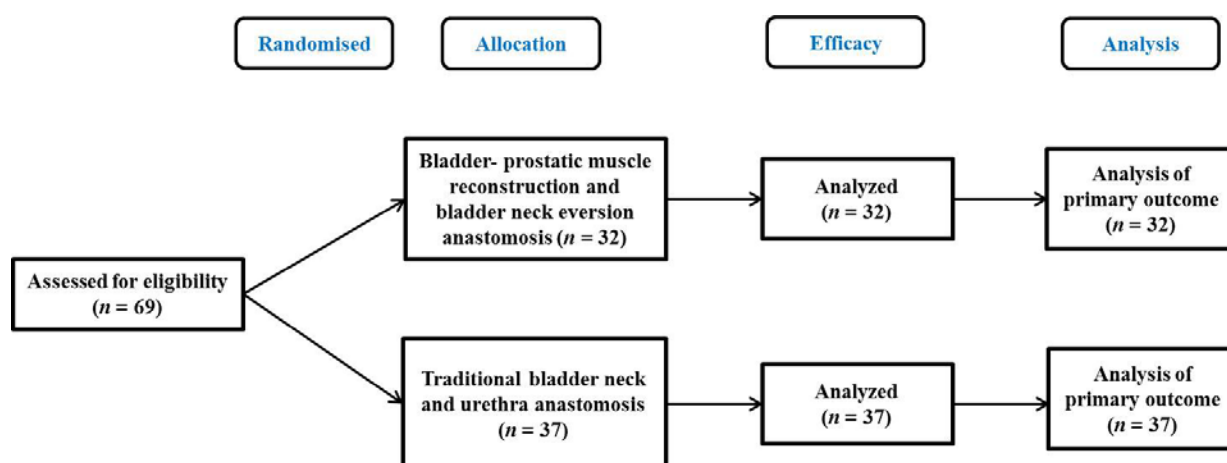 Randomised
Allocation
Efficacy
Analysis
Assessed for eligibility
(n = 69)
Bladder- prostatic muscle
reconstruction and
bladder neck eversion
anastomosis (n = 32)
Analyzed
(n = 32)
Analysis of
primary outcome
(n = 32)
Traditional bladder neck
and urethra anastomosis
(n = 37)
Analyzed
(n = 37)
Analysis of
primary outcome
(n = 37)